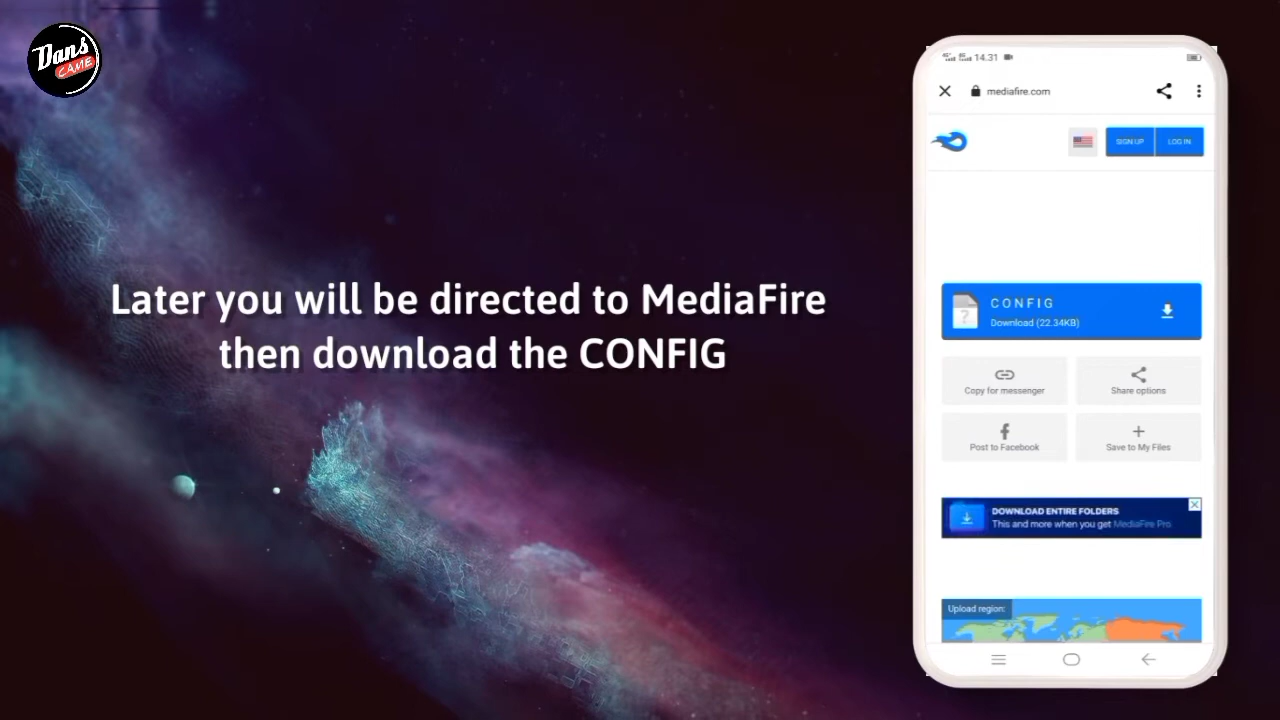 Dans
CAME
Later you will be directed to MediaFire
then download the CONFIG
14.31
mediafire.com
SIGN UP
LOG IN
CONFIG
Download (22.34KB)
Copy for messenger
Share options
Post to Facebook
Save to My Files
DOWNLOAD ENTIRE FOLDERS
This and more when you get MediaFire Pro
Upload region: